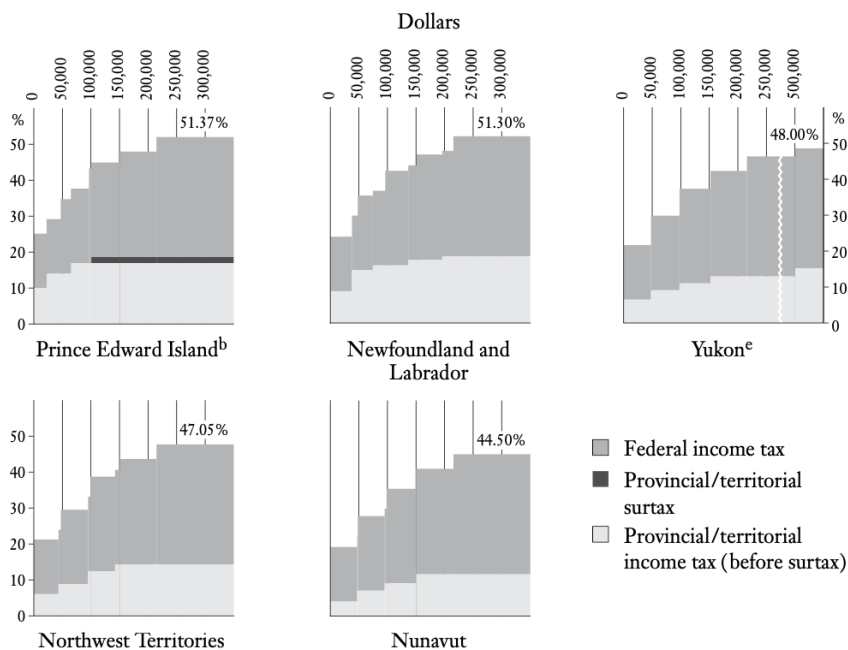 Dollars
0 50,000 100,000 150,000 200,000 250,000 300,000
0 50,000 100,000 150,000 200,000 250,000 300,000
0 50,000 100,000 150,000 200,000 250,000 500,000
%
50
40
30
20
10
0
51.37%
51.30%
48.00%
%
50
40
30
20
10
0
Prince Edward Islandb
Newfoundland and
Labrador
Yukone
50
40
30
20
10
0
47.05%
44.50%
Northwest Territories
Nunavut
Federal income tax
Provincial/territorial
surtax
Provincial/territorial
income tax (before surtax)